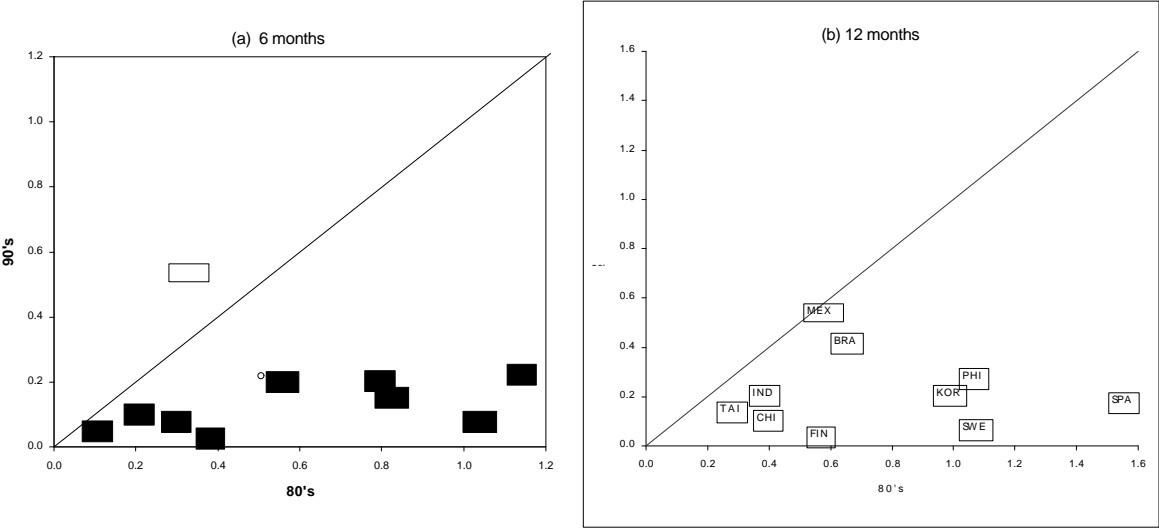 (a) 6 months
1.2
1.0
0.8
0.6
0.4
0.2
0.0
90's
0.0 0.2 0.4 0.6 0.8 1.0 1.2
80's
(b) 12 months
1.6
1.4
1.2
1.0
0.8
0.6
0.4
0.2
0.0
MEX
BRA
PHI
IND
KOR
SPA
TAI
CHI
SWE
FIN
0.0 0.2 0.4 0.6 0.8 1.0 1.2 1.4 1.6
80's